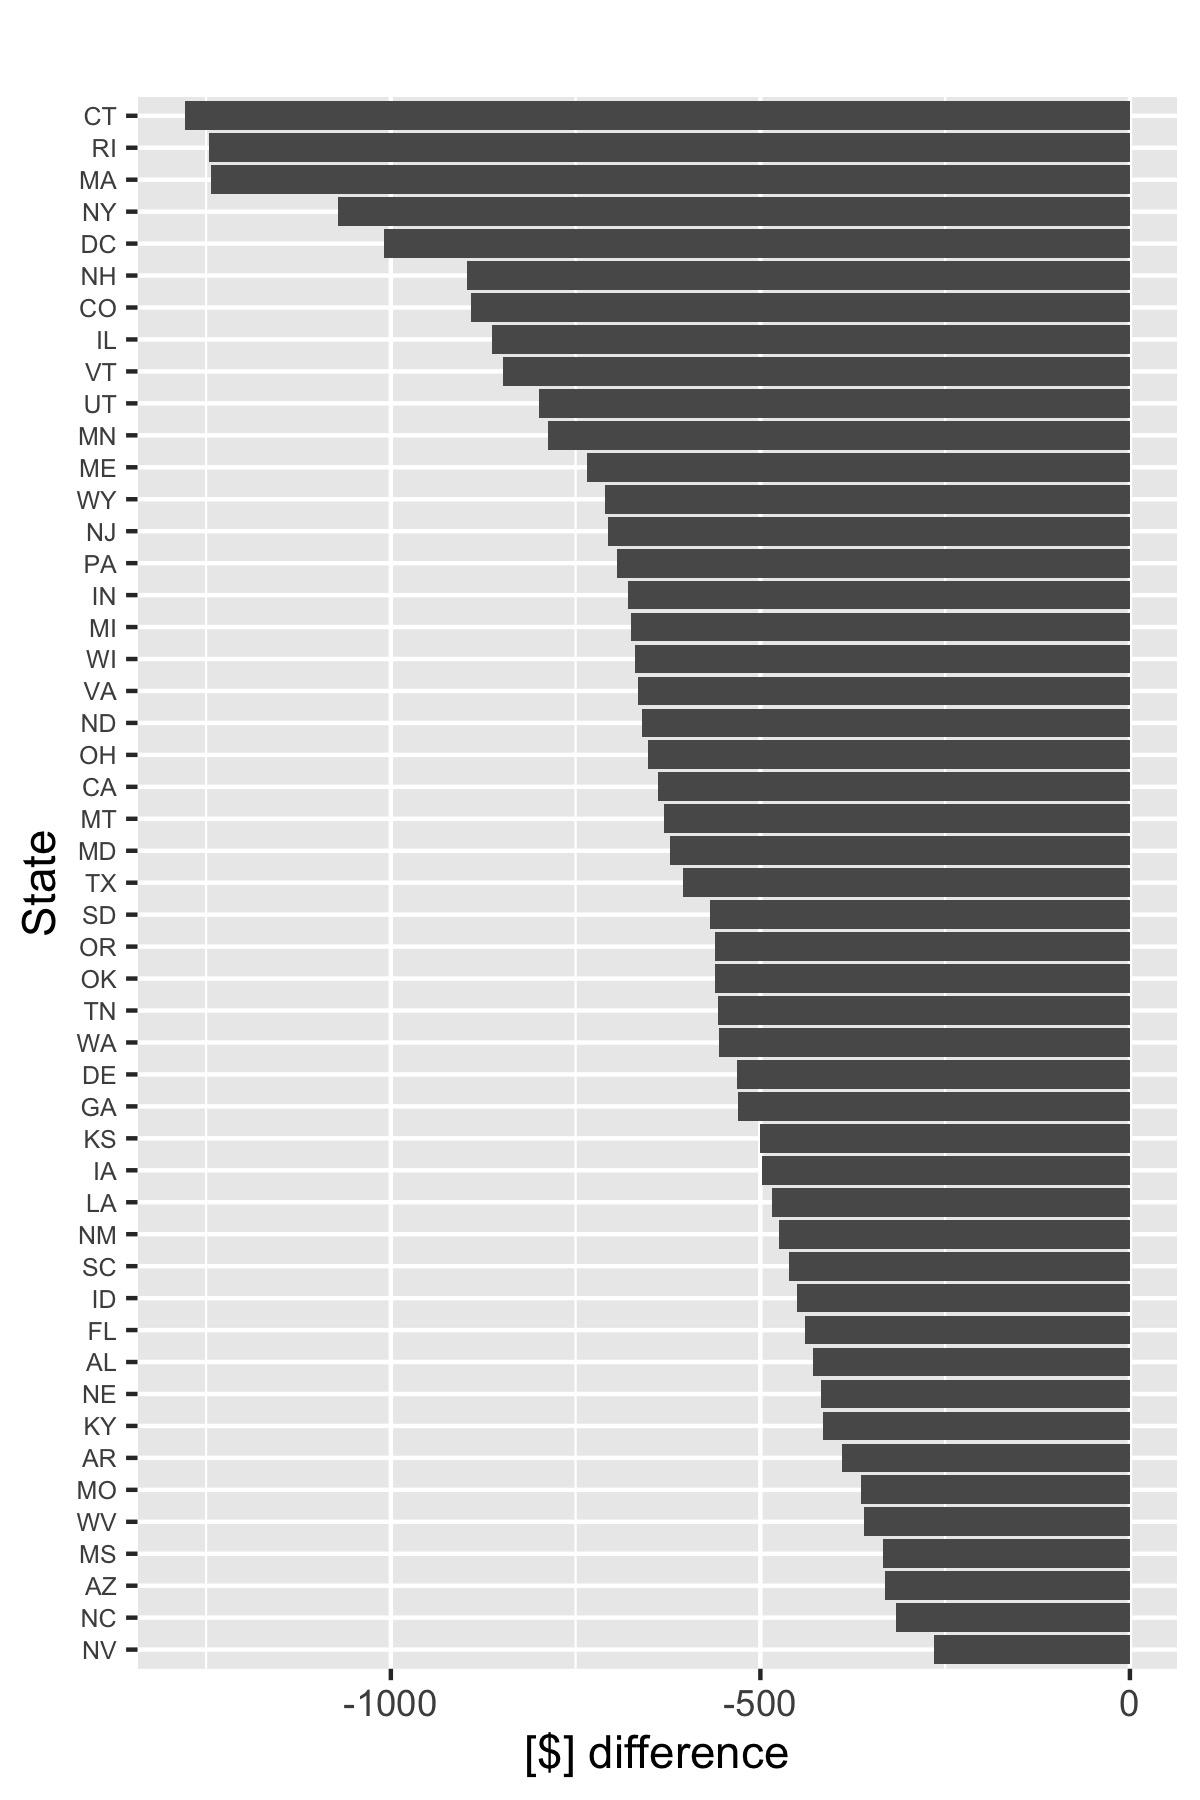 CT
RI
MA
NY
DC
NH
CO
IL
VT
UT
MN
ME
WY
NJ
PA
IN
MI
WI
VA
ND
OH
CA
MT
MD
TX
SD
OR
OK
TN
WA
DE
GA
KS
IA
LA
NM
SC
ID
FL
AL
NE
KY
AR
MO
WV
MS
AZ
NC
NV
State
-1000 -500 0
[$] difference